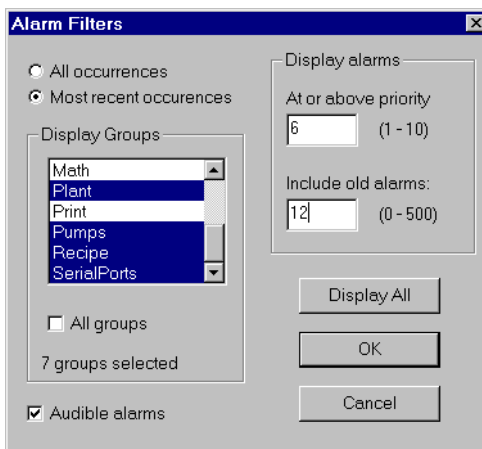 Alarm Filters
All occurrences
Most recent occurences
Display Groups
Math
Plant
Print
Pumps
Recipe
SerialPorts
All groups
7 groups selected
Audible alarms
Display alarms
At or above priority
6 (1 - 10)
Include old alarms:
12 (0 - 500)
Display All
OK
Cancel